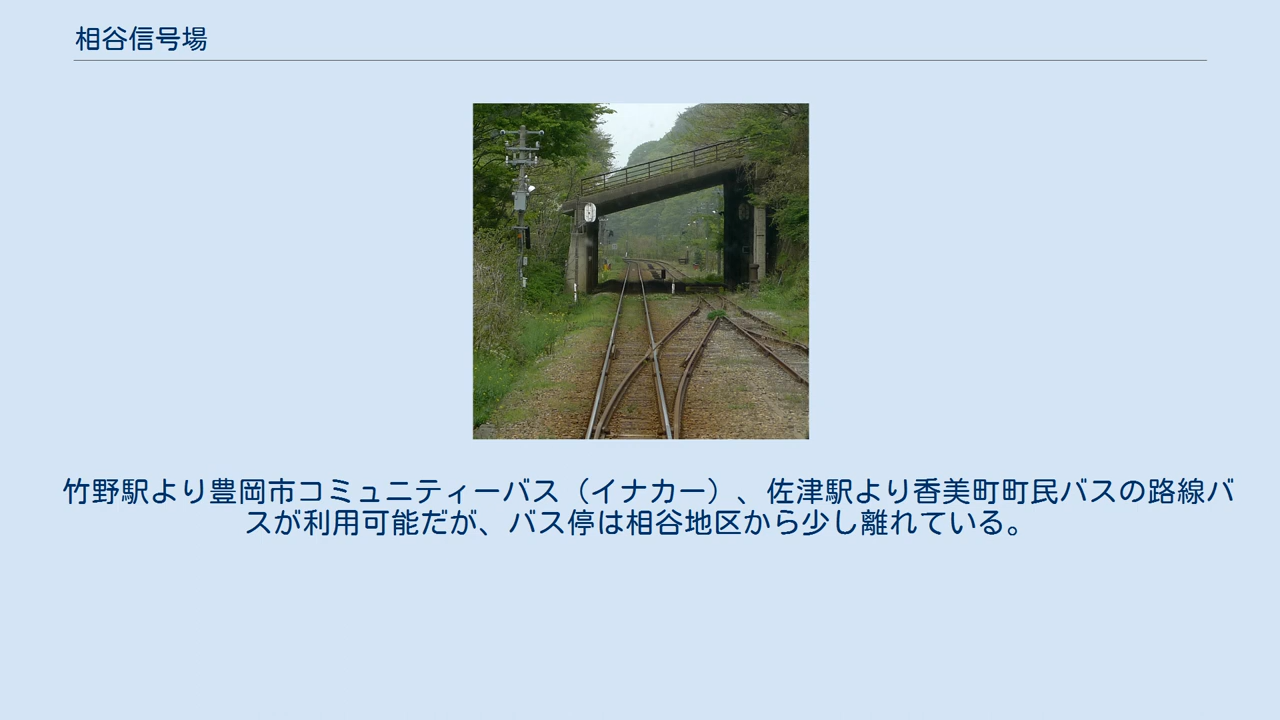 相谷信号場
竹野駅より豊岡市コミュニティーバス（イナカー）、佐津駅より香美町町民バスの路線バ
スが利用可能だが、バス停は相谷地区から少し離れている。